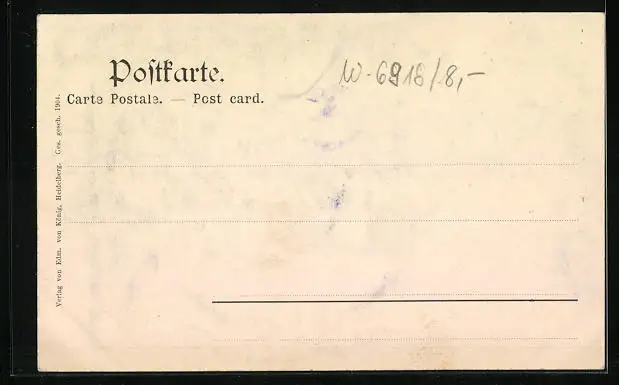 Postkarte.
Carte Postale. — Post card.
W-6918/8,-
Verlag von Edm. von König, Heidelberg. Ges. gesch. 1904.